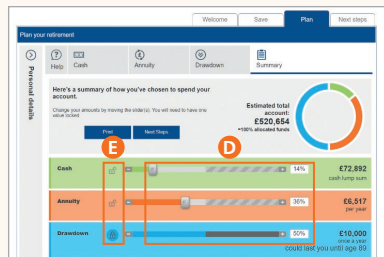 Welcome
Save
Plan
Next steps
Plan your retirement
Personal details
Help
Cash
Annuity
Drawdown
Summary
Here's a summary of how you've chosen to spend your
account.
Change your amounts by moving the slider(s). You will need to have one
value locked.
Print
Next Steps
Estimated total
account:
£520,654
=100% allocated funds
E
D
Cash
14%
£72,892
cash lump sum
Annuity
36%
£6,517
per year
Drawdown
50%
£10,000
once a year
could last you until age 89